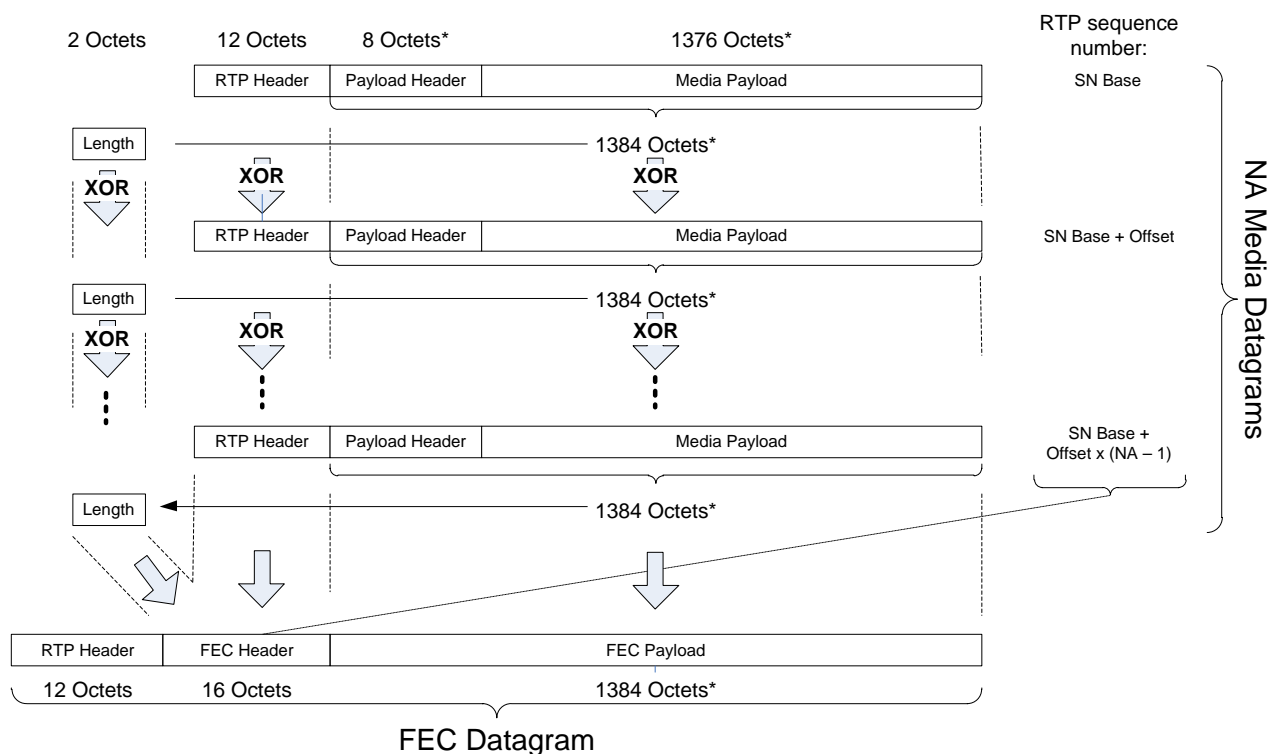 2 Octets 12 Octets 8 Octets* 1376 Octets* RTP sequence
number:
RTP Header Payload Header Media Payload SN Base
Length 1384 Octets*
XOR XOR XOR
RTP Header Payload Header Media Payload SN Base + Offset
Length 1384 Octets*
XOR XOR XOR
RTP Header Payload Header Media Payload SN Base +
Offset x (NA – 1)
Length 1384 Octets*
NA Media Datagrams
RTP Header FEC Header FEC Payload
12 Octets 16 Octets 1384 Octets*
FEC Datagram